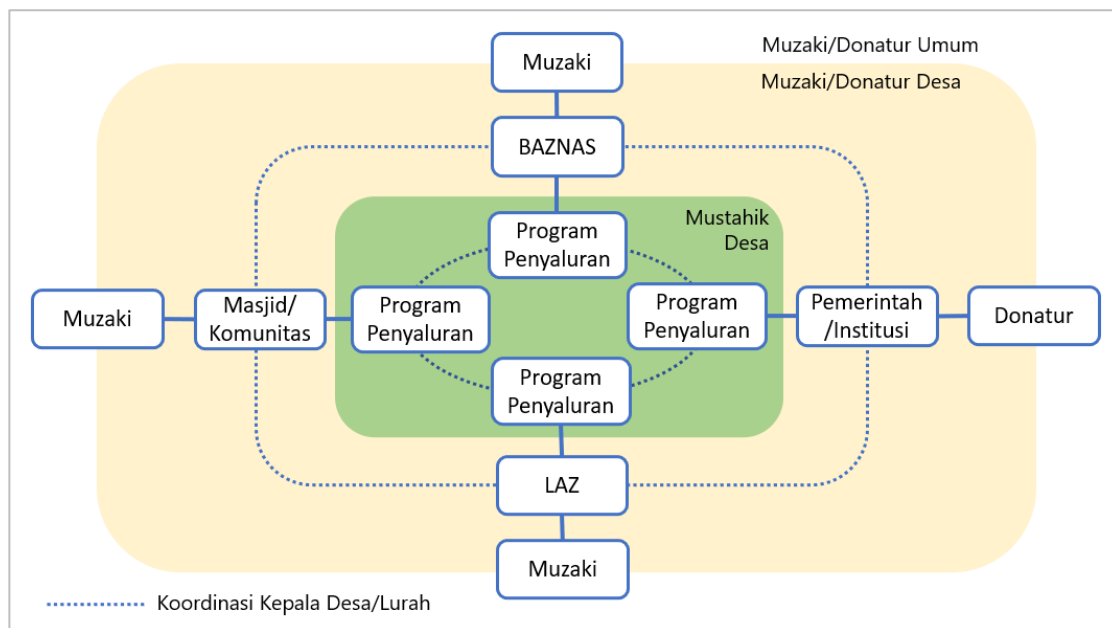 Muzaki/Donatur Umum
Muzaki
Muzaki/Donatur Desa
BAZNAS
Mustahik
Desa
Program
Penyaluran
Muzaki
Masjid/
Komunitas
Program
Penyaluran
Program
Penyaluran
Pemerintah
/Institusi
Donatur
Program
Penyaluran
LAZ
Muzaki
Koordinasi Kepala Desa/Lurah